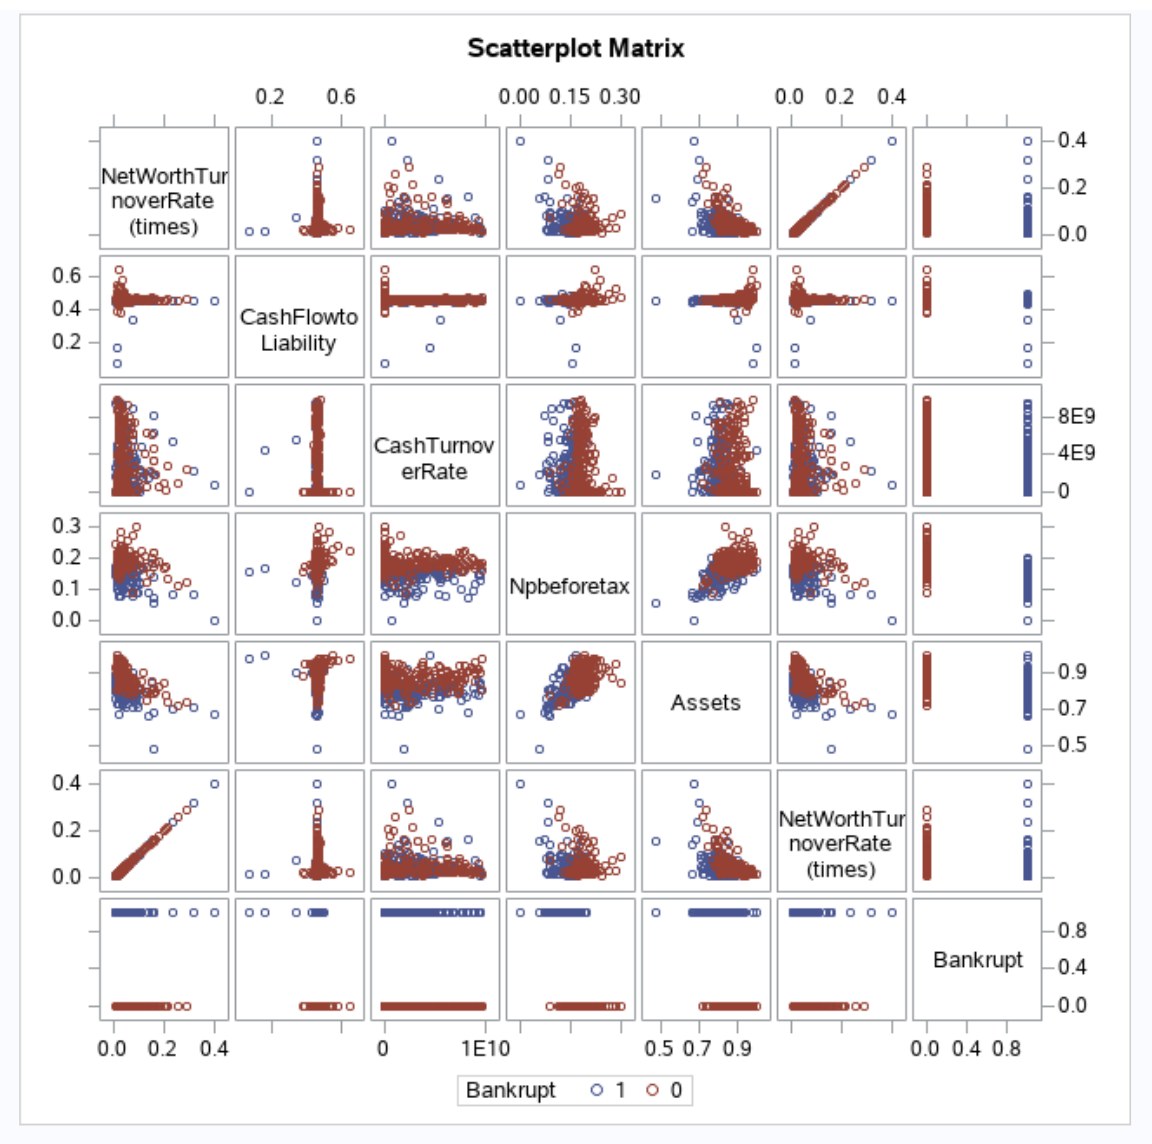 Scatterplot Matrix
0.2 0.6 0.00 0.15 0.30 0.0 0.2 0.4
NetWorthTur
noverRate
(times)
0.4
0.2
0.0
0.6
0.4
0.2
CashFlowto
Liability
CashTurnov
erRate
8E9
4E9
0
0.3
0.2
0.1
0.0
Npbeforetax
Assets
0.9
0.7
0.5
0.4
0.2
0.0
NetWorthTur
noverRate
(times)
Bankrupt
0.8
0.4
0.0
0.0 0.2 0.4 0 1E10 0.5 0.7 0.9 0.0 0.4 0.8
Bankrupt 1 0